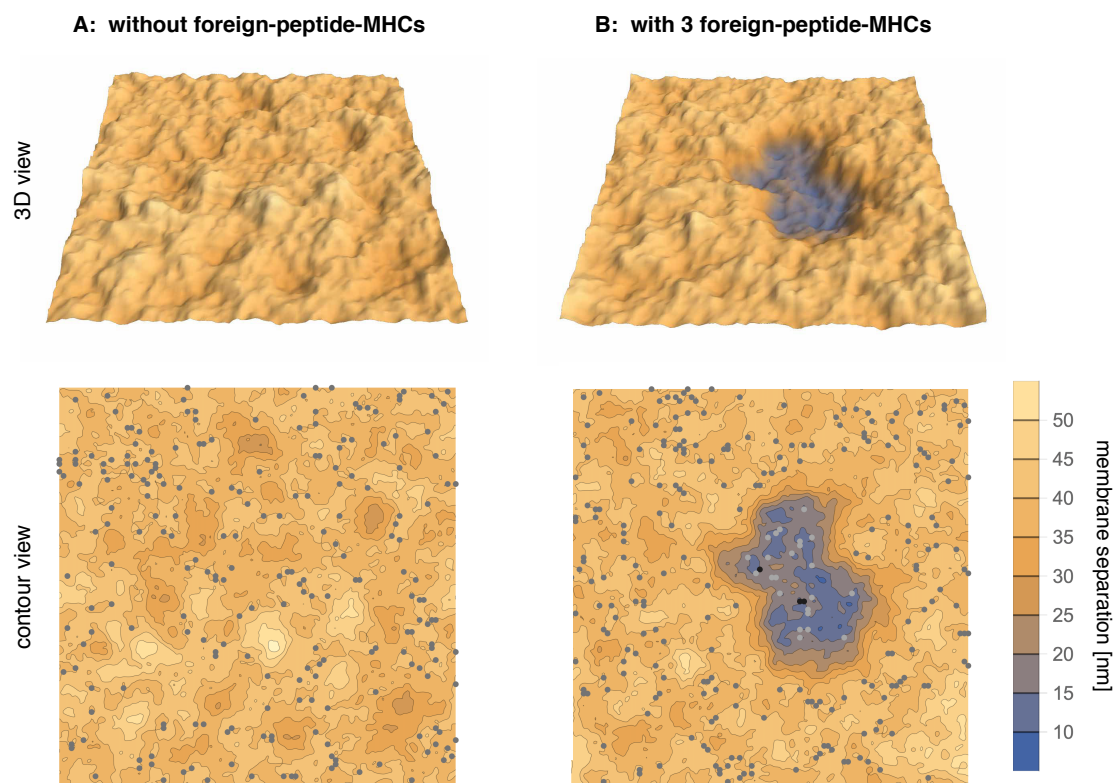 A: without foreign-peptide-MHCs
B: with 3 foreign-peptide-MHCs
3D view
contour view
50
45
40
35
30
25
20
15
10
membrane separation [nm]